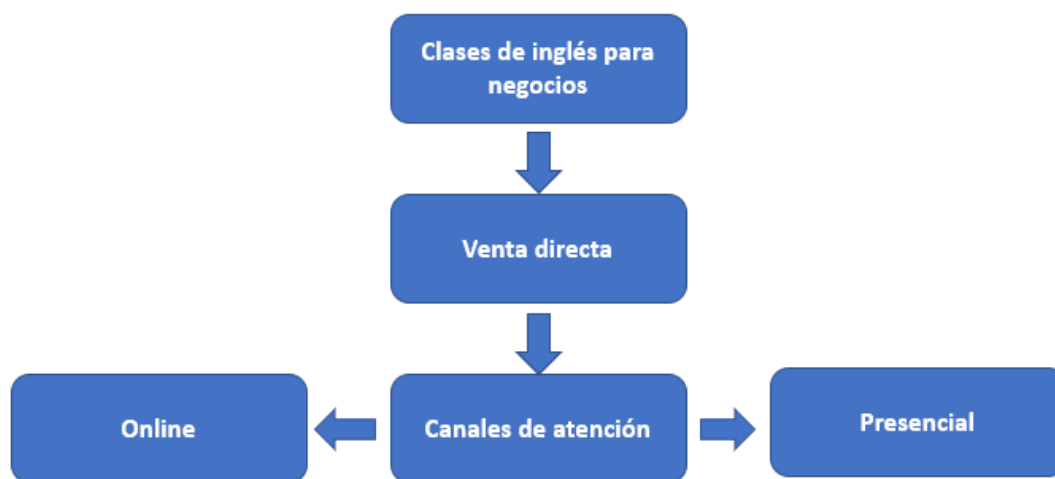 Clases de inglés para
negocios
Venta directa
Online
Canales de atención
Presencial